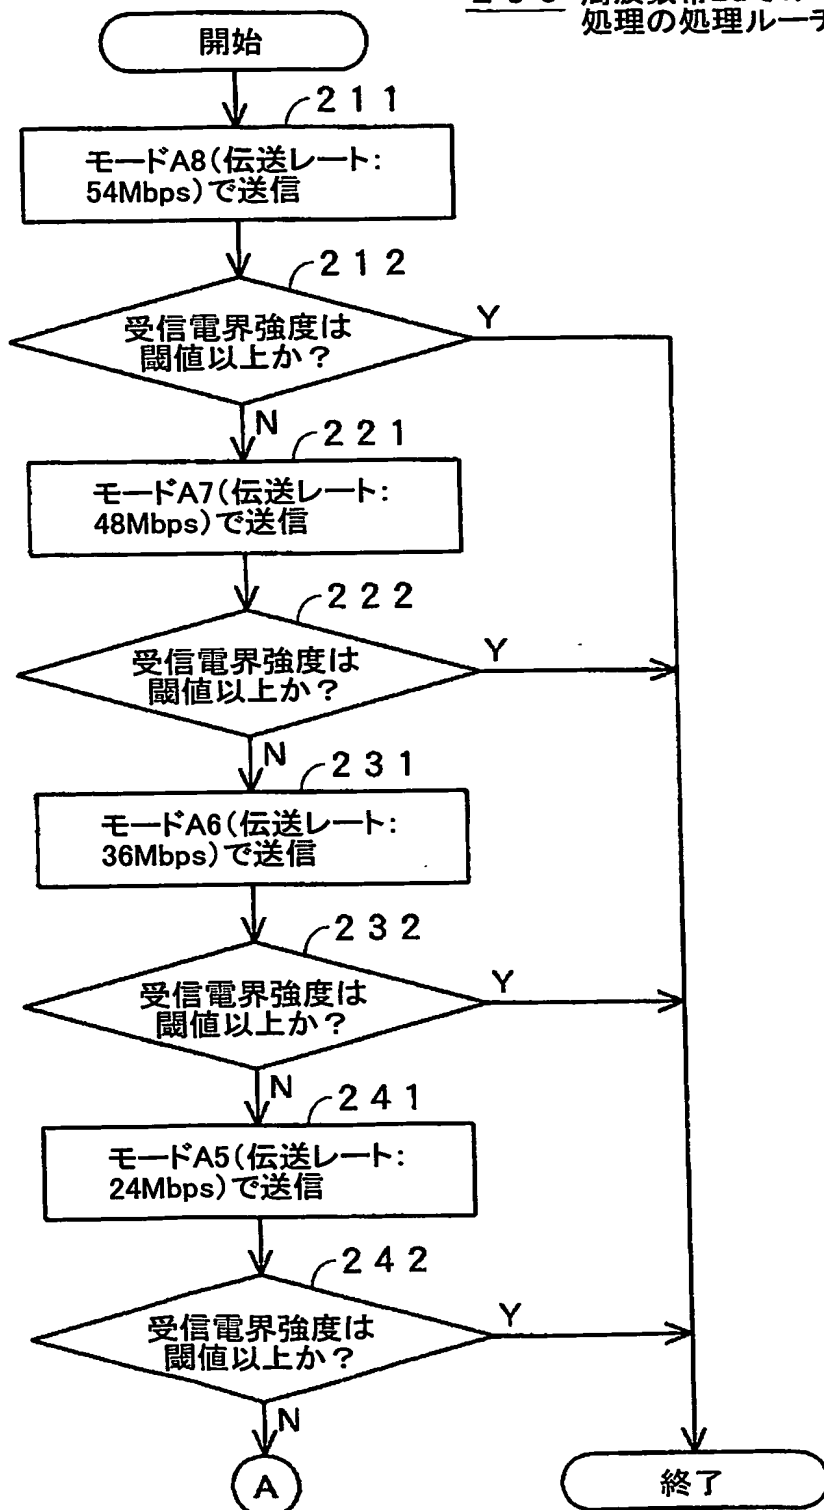 処理の処理ルーチ
開始
211
モードA8(伝送レート:
54Mbps)で送信
212
受信電界強度は
閾値以上か?
Y
N
221
モードA7(伝送レート:
48Mbps)で送信
222
受信電界強度は
閾値以上か?
Y
N
231
モードA6(伝送レート:
36Mbps)で送信
232
受信電界強度は
閾値以上か?
Y
N
241
モードA5(伝送レート:
24Mbps)で送信
242
受信電界強度は
閾値以上か?
Y
N
A
終了